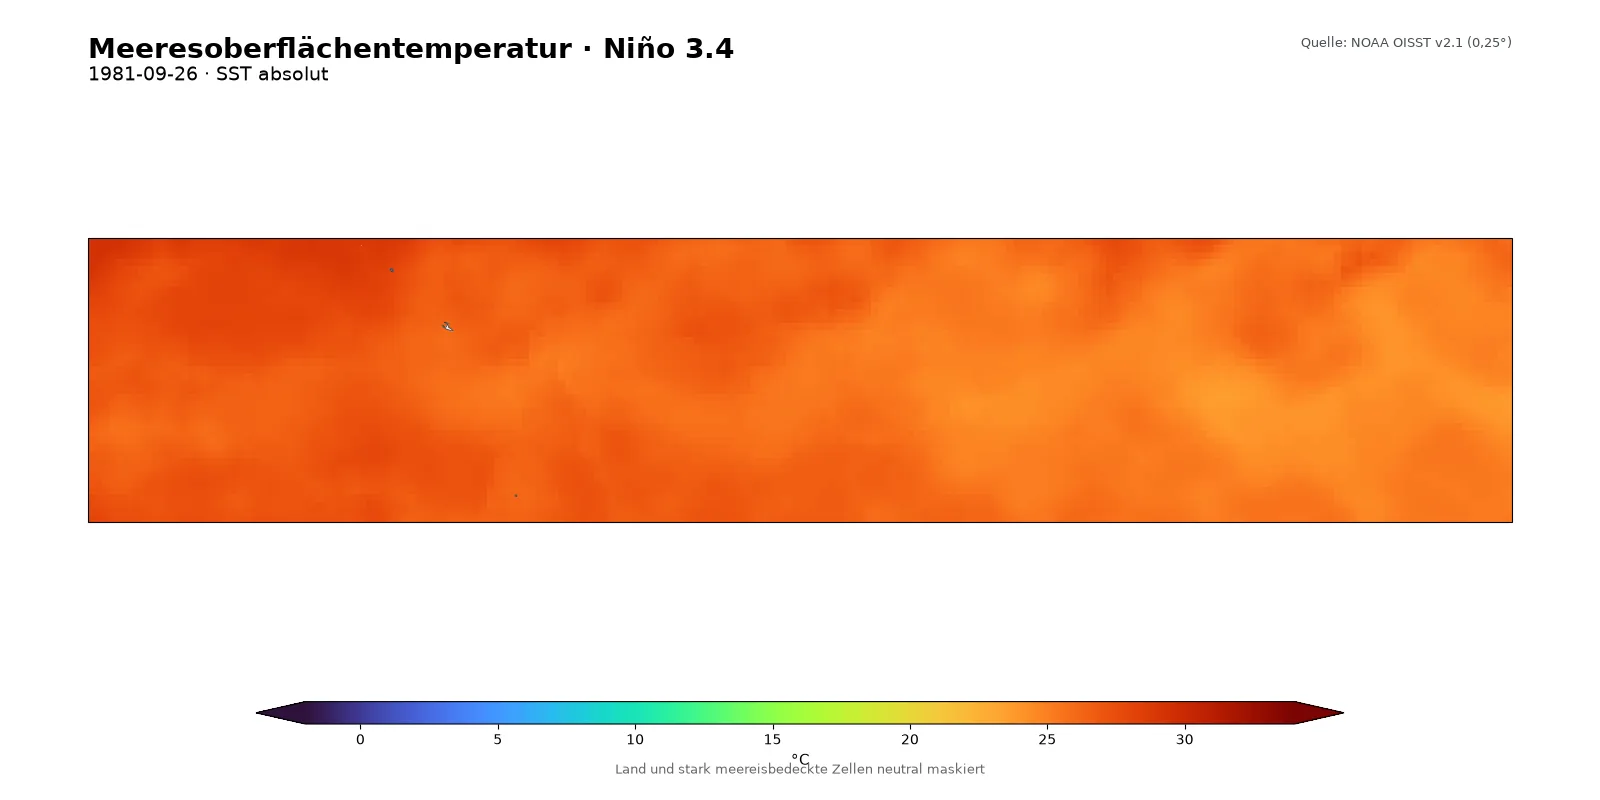 Meeresoberflächentemperatur · Niño 3.4
1981-09-26 · SST absolut
Quelle: NOAA OISST v2.1 (0,25°)
0 5 10 15 20 25 30
°C
Land und stark meereisbedeckte Zellen neutral maskiert